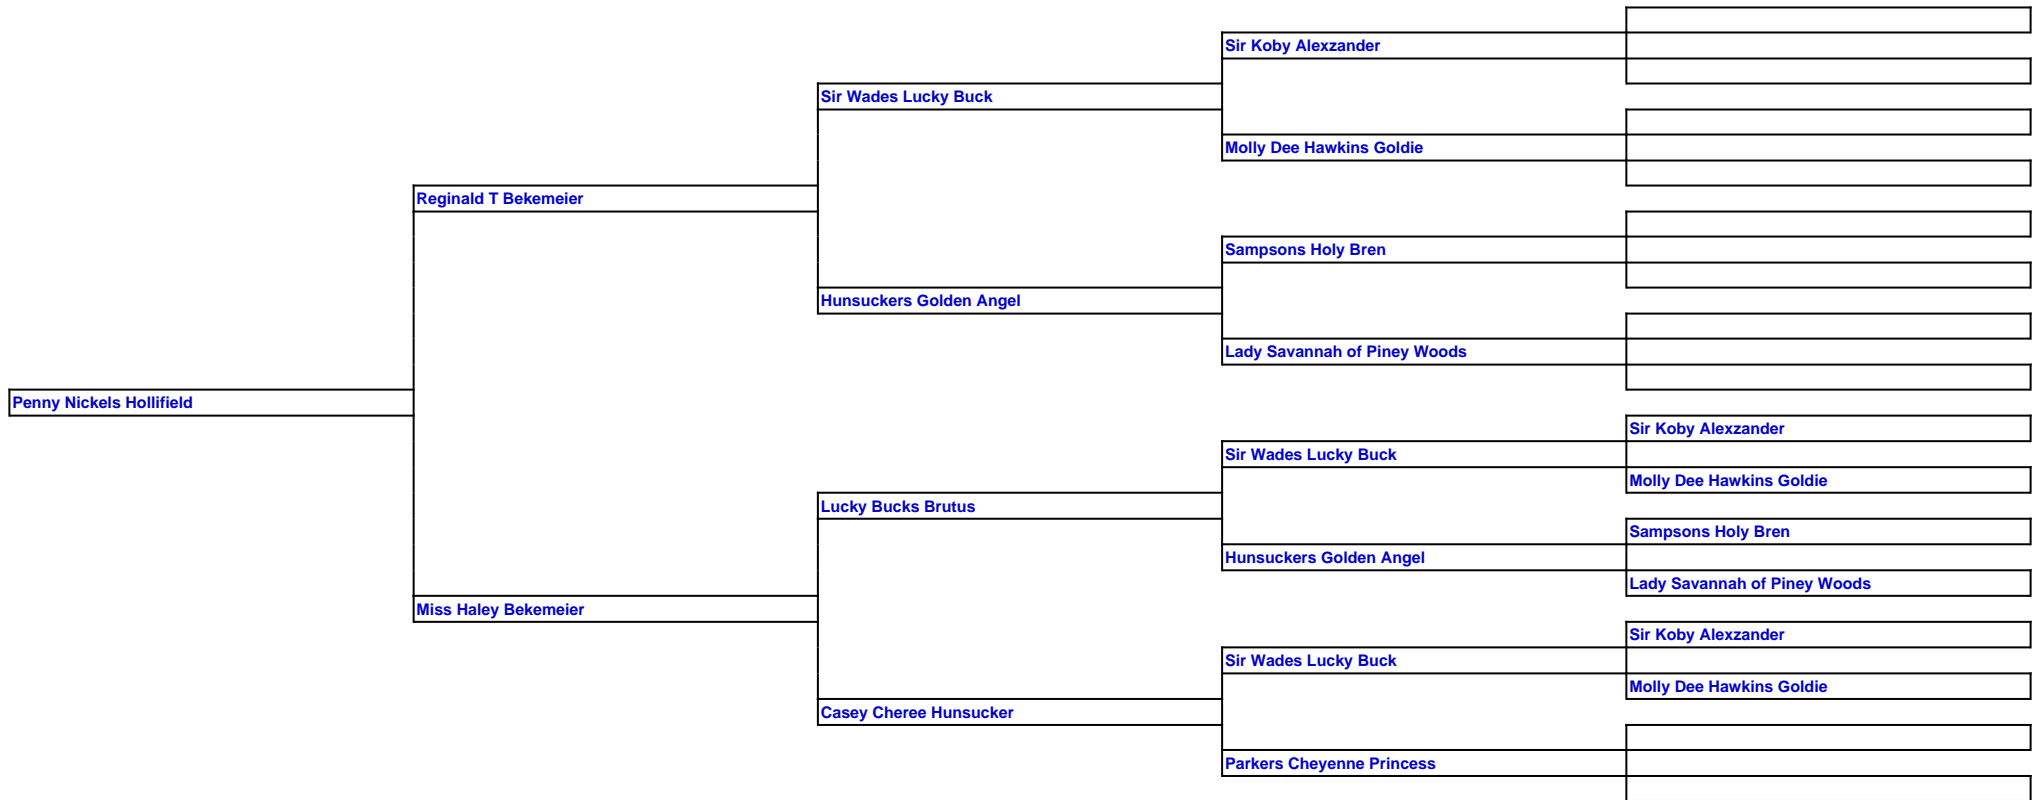 Sir Koby Alexzander
Sir Wades Lucky Buck
Molly Dee Hawkins Goldie
Reginald T Bekemeier
Sampsons Holy Bren
Hunsuckers Golden Angel
Lady Savannah of Piney Woods
Penny Nickels Hollifield
Sir Koby Alexzander
Sir Wades Lucky Buck
Molly Dee Hawkins Goldie
Lucky Bucks Brutus
Sampsons Holy Bren
Hunsuckers Golden Angel
Lady Savannah of Piney Woods
Miss Haley Bekemeier
Sir Koby Alexzander
Sir Wades Lucky Buck
Molly Dee Hawkins Goldie
Casey Cheree Hunsucker
Parkers Cheyenne Princess